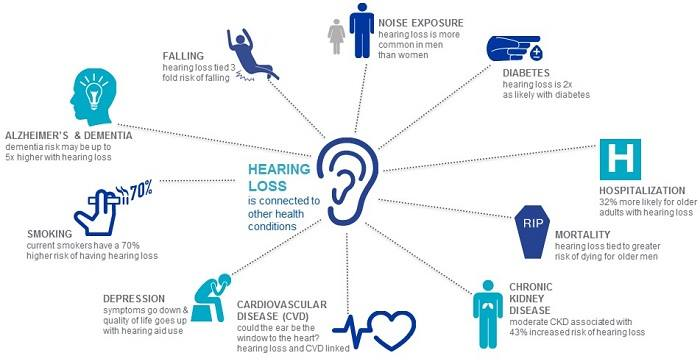 NOISE EXPOSURE
hearing loss is more
common in men
than women
FALLING
hearing loss tied 3
fold risk of falling
DIABETES
hearing loss is 2x
as likely with diabetes
ALZHEIMER'S & DEMENTIA
dementia risk may be up to
5x higher with hearing loss
HEARING
LOSS
is connected to
other health
conditions
H
HOSPITALIZATION
32% more likely for older
adults with hearing loss
70%
SMOKING
current smokers have a 70%
higher risk of having hearing loss
RIP
MORTALITY
hearing loss tied to greater
risk of dying for older men
DEPRESSION
symptoms go down &
quality of life goes up
with hearing aid use
CARDIOVASCULAR
DISEASE (CVD)
could the ear be the
window to the heart?
hearing loss and CVD linked
CHRONIC
KIDNEY
DISEASE
moderate CKD associated with
43% increased risk of hearing loss